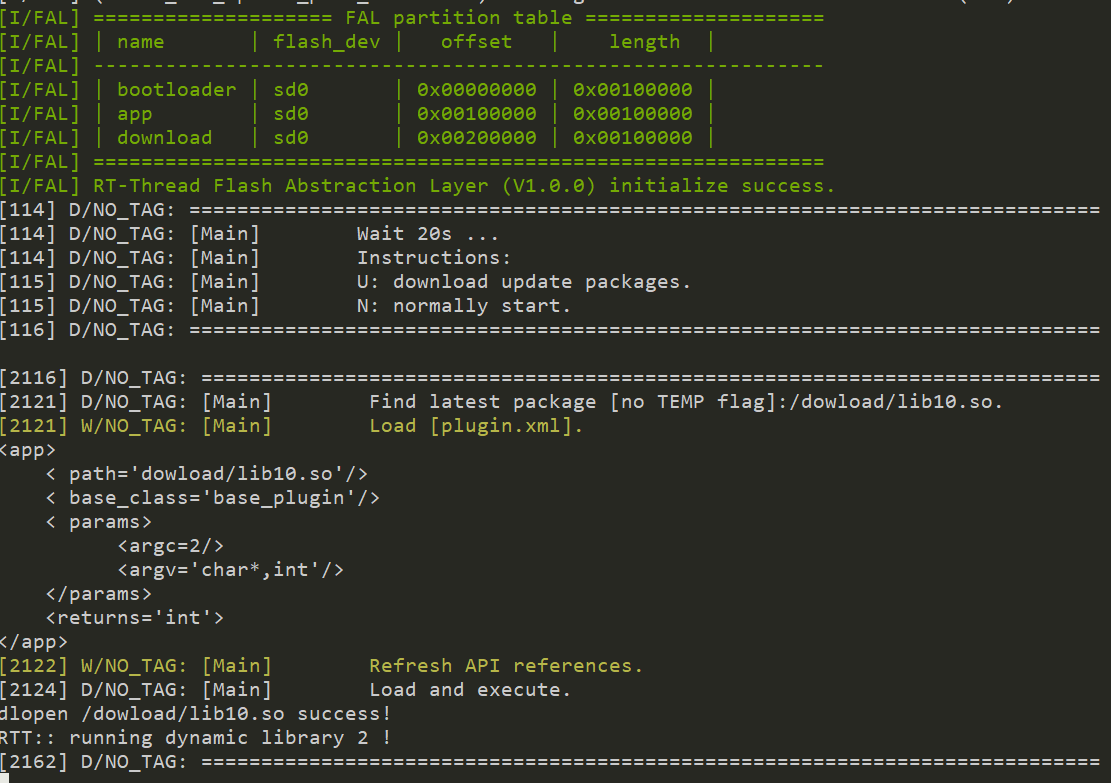 [I/FAL] ==================== FAL partition table ====================
[I/FAL] | name       | flash_dev |   offset   |    length  |
[I/FAL] -------------------------------------------------------------
[I/FAL] | bootloader | sd0       | 0x00000000 | 0x00100000 |
[I/FAL] | app        | sd0       | 0x00100000 | 0x00100000 |
[I/FAL] | download   | sd0       | 0x00200000 | 0x00100000 |
[I/FAL] =============================================================
[I/FAL] RT-Thread Flash Abstraction Layer (V1.0.0) initialize success.
[114] D/NO_TAG: ============================================================================
[114] D/NO_TAG: [Main]        Wait 20s ...
[114] D/NO_TAG: [Main]        Instructions:
[115] D/NO_TAG: [Main]        U: download update packages.
[115] D/NO_TAG: [Main]        N: normally start.
[116] D/NO_TAG: ============================================================================
[2116] D/NO_TAG: ===========================================================================
[2121] D/NO_TAG: [Main]        Find latest package [no TEMP flag]:/dowload/lib10.so.
[2121] W/NO_TAG: [Main]        Load [plugin.xml].
<app>
    < path='dowload/lib10.so'/>
    < base_class='base_plugin'/>
    < params>
          <argc=2/>
          <argv='char*,int'/>
    </params>
    <returns='int'>
</app>
[2122] W/NO_TAG: [Main]        Refresh API references.
[2124] D/NO_TAG: [Main]        Load and execute.
dlopen /dowload/lib10.so success!
RTT:: running dynamic library 2 !
[2162] D/NO_TAG: ===========================================================================